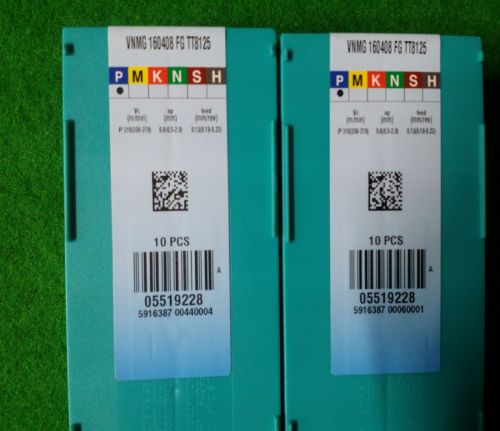 VNMG 160408 FG TT8125
P M K N S H
Vc ap feed
(m/min) (mm) (mm/rev)
10 PCS
A
05519228
5916387 00440004
VNMG 160408 FG TT8125
P M K N S H
Vc ap feed
(m/min) (mm) (mm/rev)
10 PCS
A
05519228
5916387 00060001